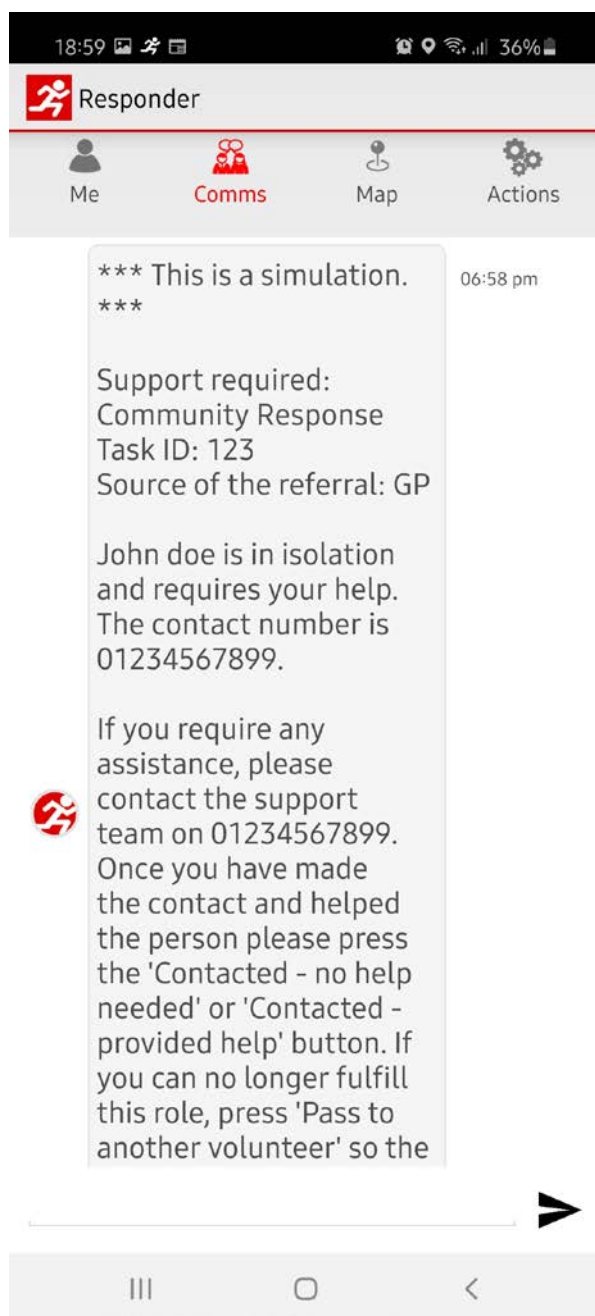 18:59
36%
Responder
Me
Comms
Map
Actions
*** This is a simulation.
***
06:58 pm
Support required:
Community Response
Task ID: 123
Source of the referral: GP
John doe is in isolation
and requires your help.
The contact number is
01234567899.
If you require any
assistance, please
contact the support
team on 01234567899.
Once you have made
the contact and helped
the person please press
the 'Contacted - no help
needed' or 'Contacted -
provided help' button. If
you can no longer fulfill
this role, press 'Pass to
another volunteer' so the